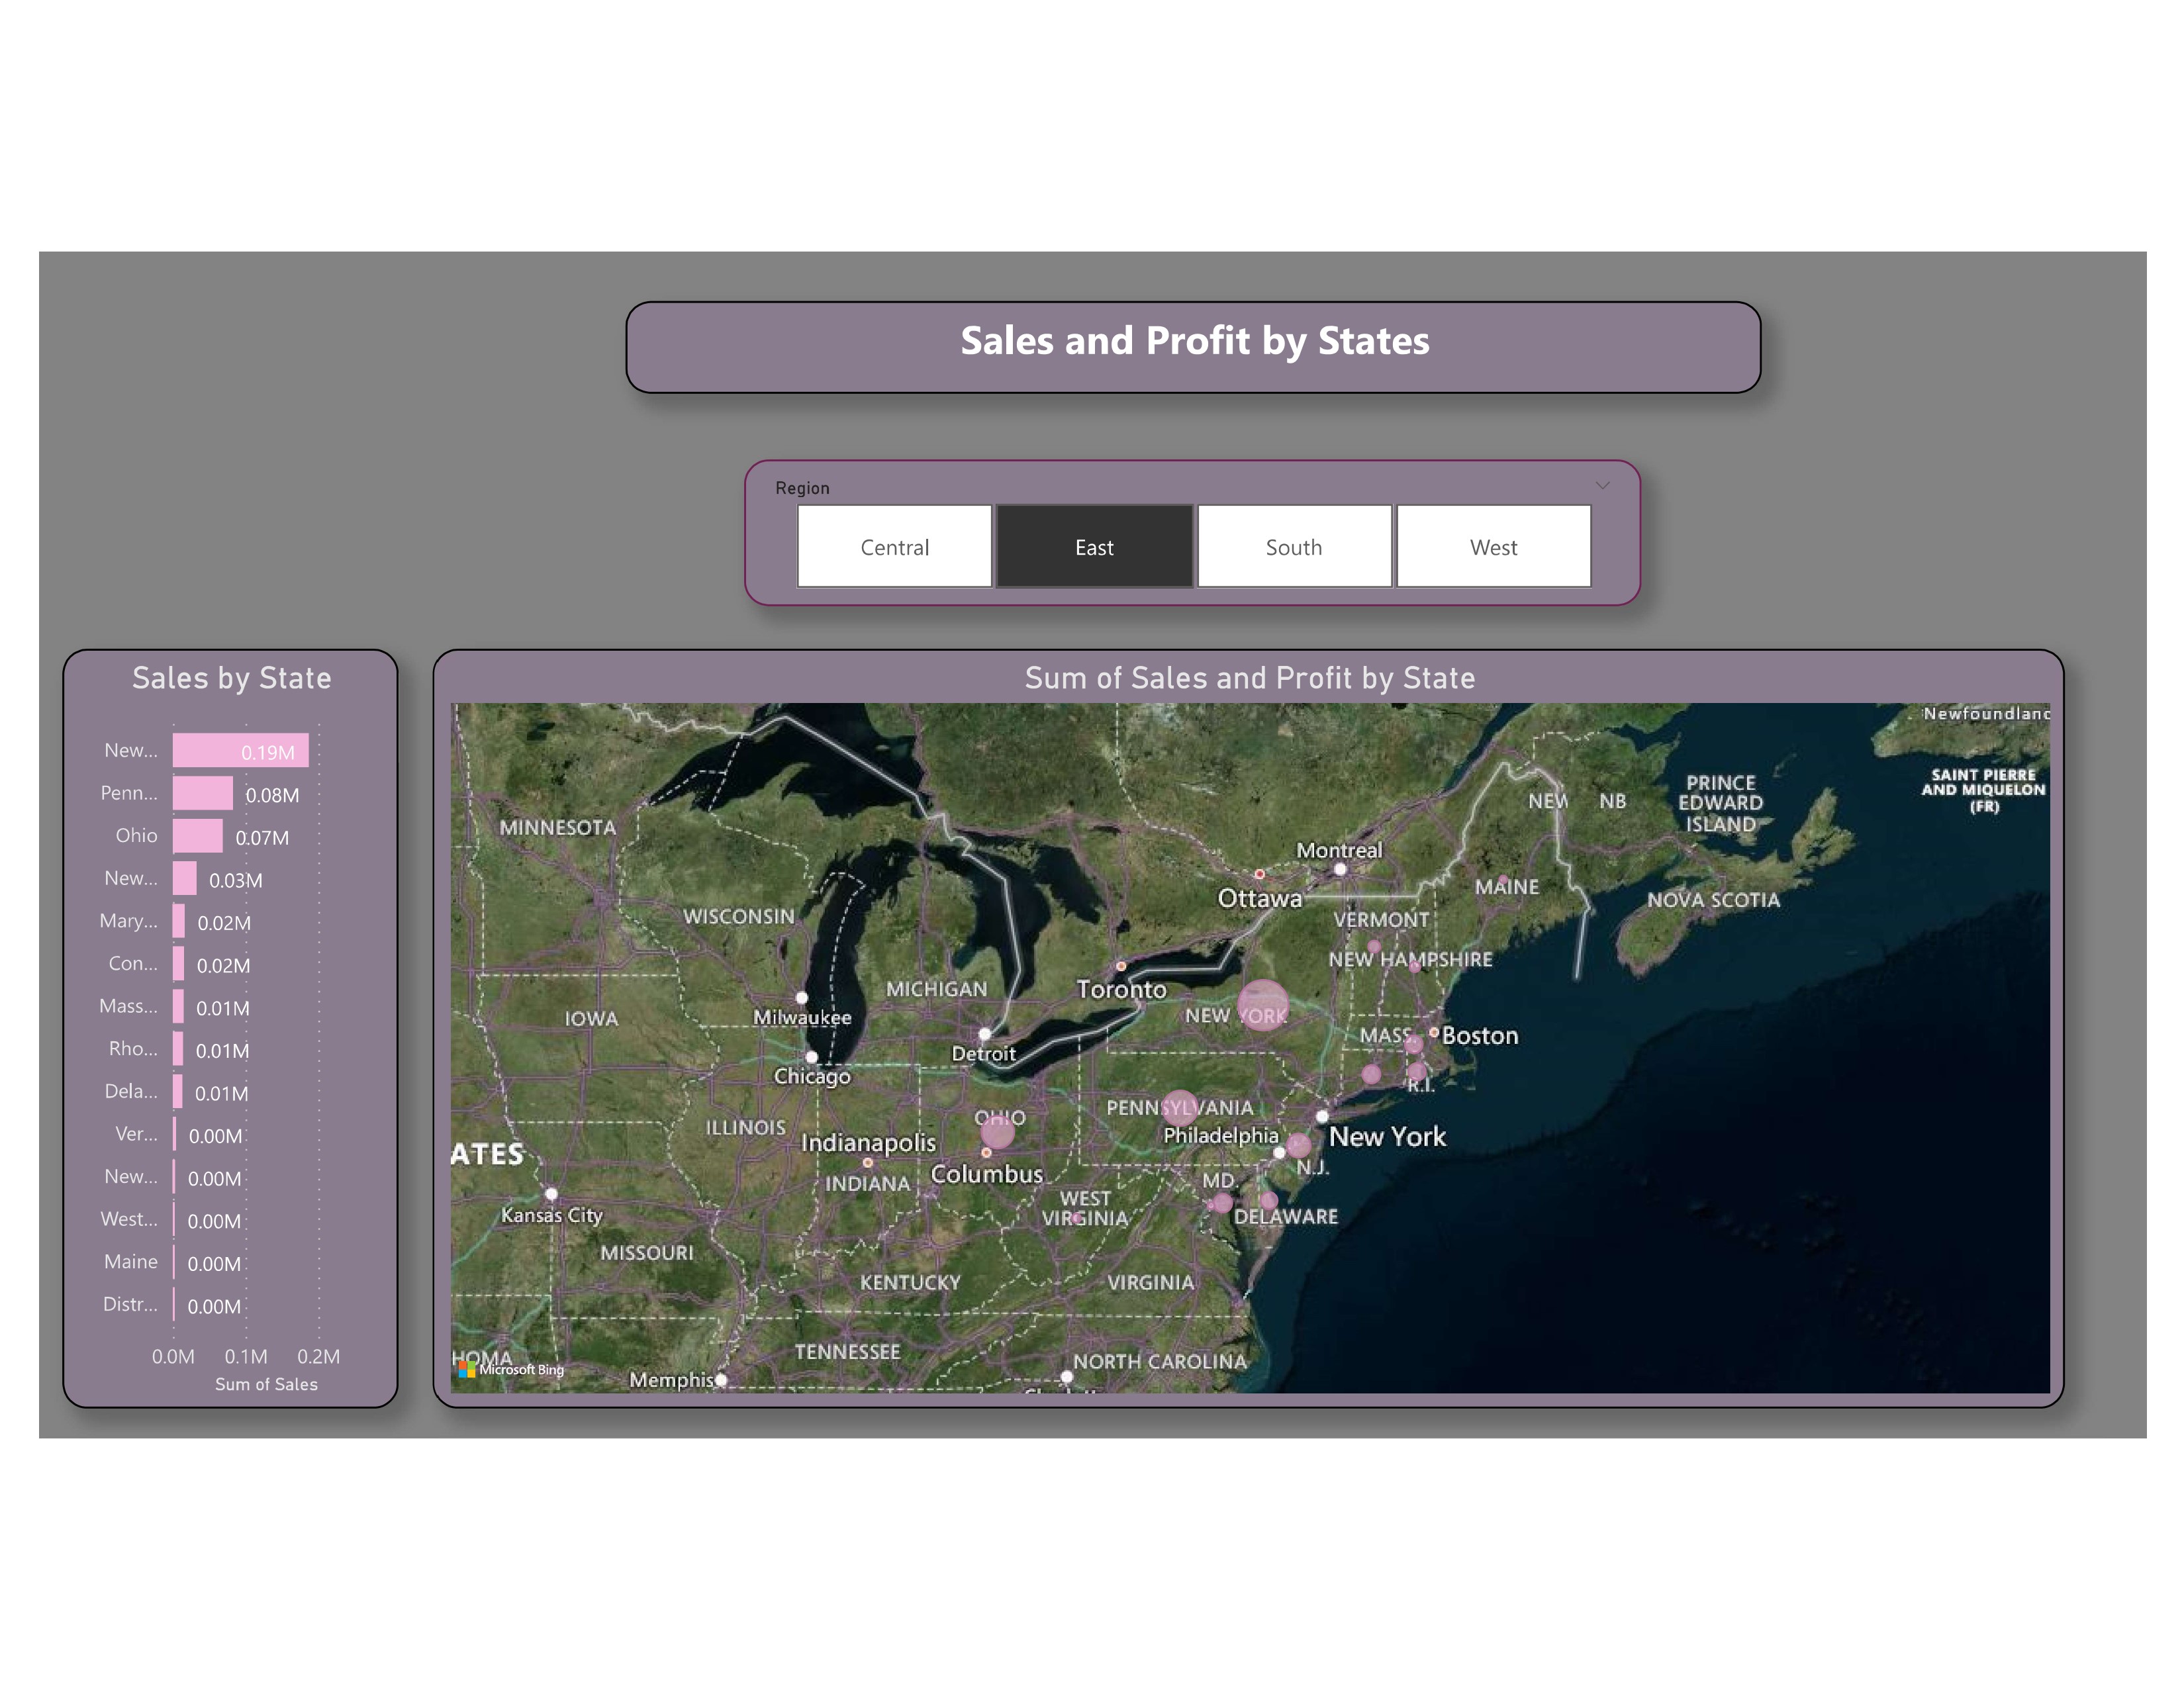 Sales and Profit by States
Region
Central
East
South
West
Sales by State
New...
0.19M
Penn...
0.08M
Ohio
0.07M
New...
0.03M
Mary...
0.02M
Con...
0.02M
Mass...
0.01M
Rho...
0.01M
Dela...
0.01M
Ver...
0.00M
New...
0.00M
West...
0.00M
Maine
0.00M
Distr...
0.00M
0.0M 0.1M 0.2M
Sum of Sales
Sum of Sales and Profit by State
Newfoundland
SAINT PIERRE
AND MIQUELON
(FR)
PRINCE
EDWARD
ISLAND
NEW NB
MINNESOTA
Montreal
Ottawa
MAINE
NOVA SCOTIA
WISCONSIN
VERMONT
NEW HAMPSHIRE
MICHIGAN
Toronto
IOWA
Milwaukee
NEW YORK
MASS.
Boston
Detroit
Chicago
R.I.
OHIO
PENNSYLVANIA
ILLINOIS
Indianapolis
Philadelphia
New York
ATES
Columbus
N.J.
INDIANA
MD.
WEST
VIRGINIA
DELAWARE
Kansas City
MISSOURI
KENTUCKY
VIRGINIA
TENNESSEE
HOMA
Microsoft Bing
NORTH CAROLINA
Memphis